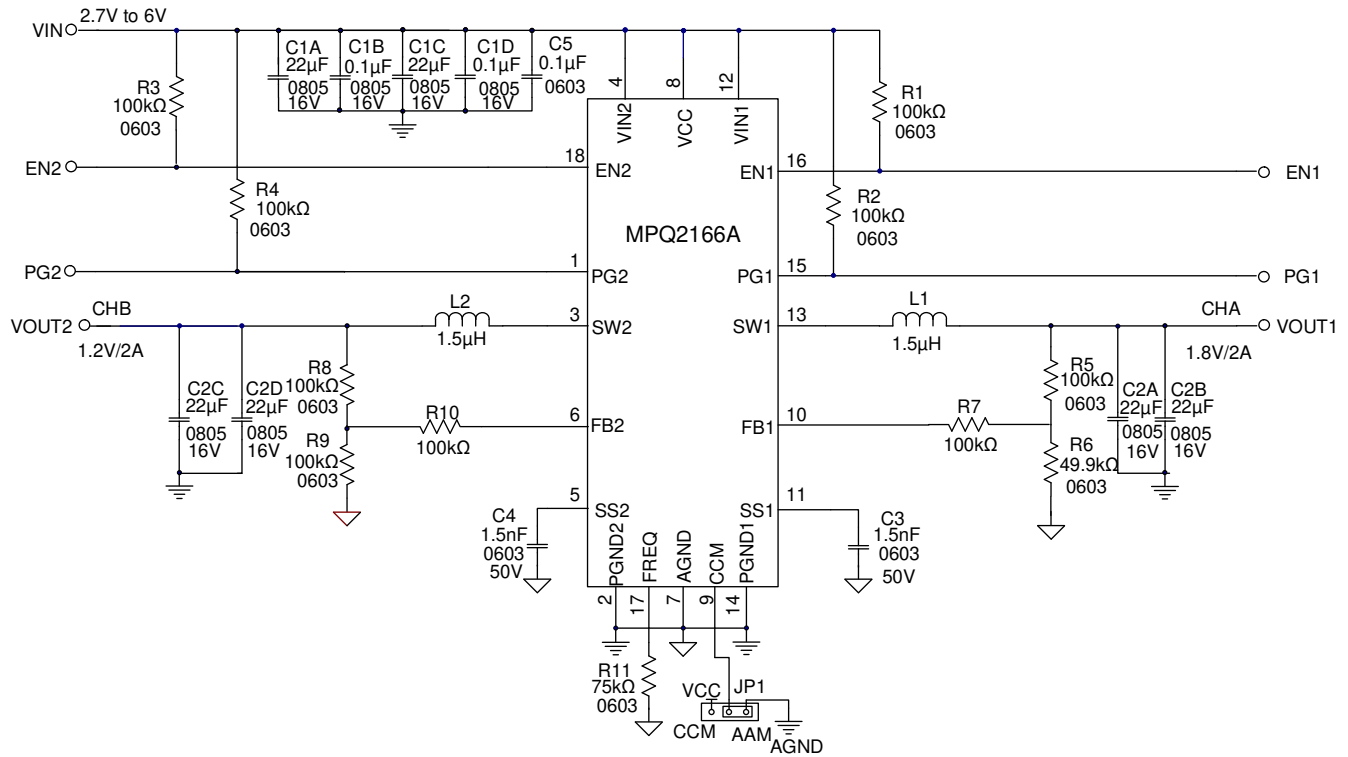 2.7V to 6V
VIN
C1A
22µF
0805
16V
C1B
0.1µF
0805
16V
C1C
22µF
0805
16V
C1D
0.1µF
0805
16V
C5
0.1µF
0603
R3
100kΩ
0603
4
8
12
VIN2
VCC
VIN1
R1
100kΩ
0603
EN2
18
EN2
EN1
16
EN1
R4
100kΩ
0603
MPQ2166A
R2
100kΩ
0603
PG2
1
PG2
PG1
15
PG1
VOUT2
CHB
1.2V/2A
L2
1.5µH
3
SW2
SW1
13
L1
1.5µH
CHA
VOUT1
1.8V/2A
C2C
22µF
0805
16V
C2D
22µF
0805
16V
R8
100kΩ
0603
R9
100kΩ
0603
R10
100kΩ
6
FB2
FB1
10
R7
100kΩ
R5
100kΩ
0603
R6
49.9kΩ
0603
C2A
22µF
0805
16V
C2B
22µF
0805
16V
5
SS2
SS1
11
C4
1.5nF
0603
50V
C3
1.5nF
0603
50V
PGND2
FREQ
AGND
CCM
PGND1
2
17
7
9
14
R11
75kΩ
0603
VCC
JP1
CCM
AAM
AGND